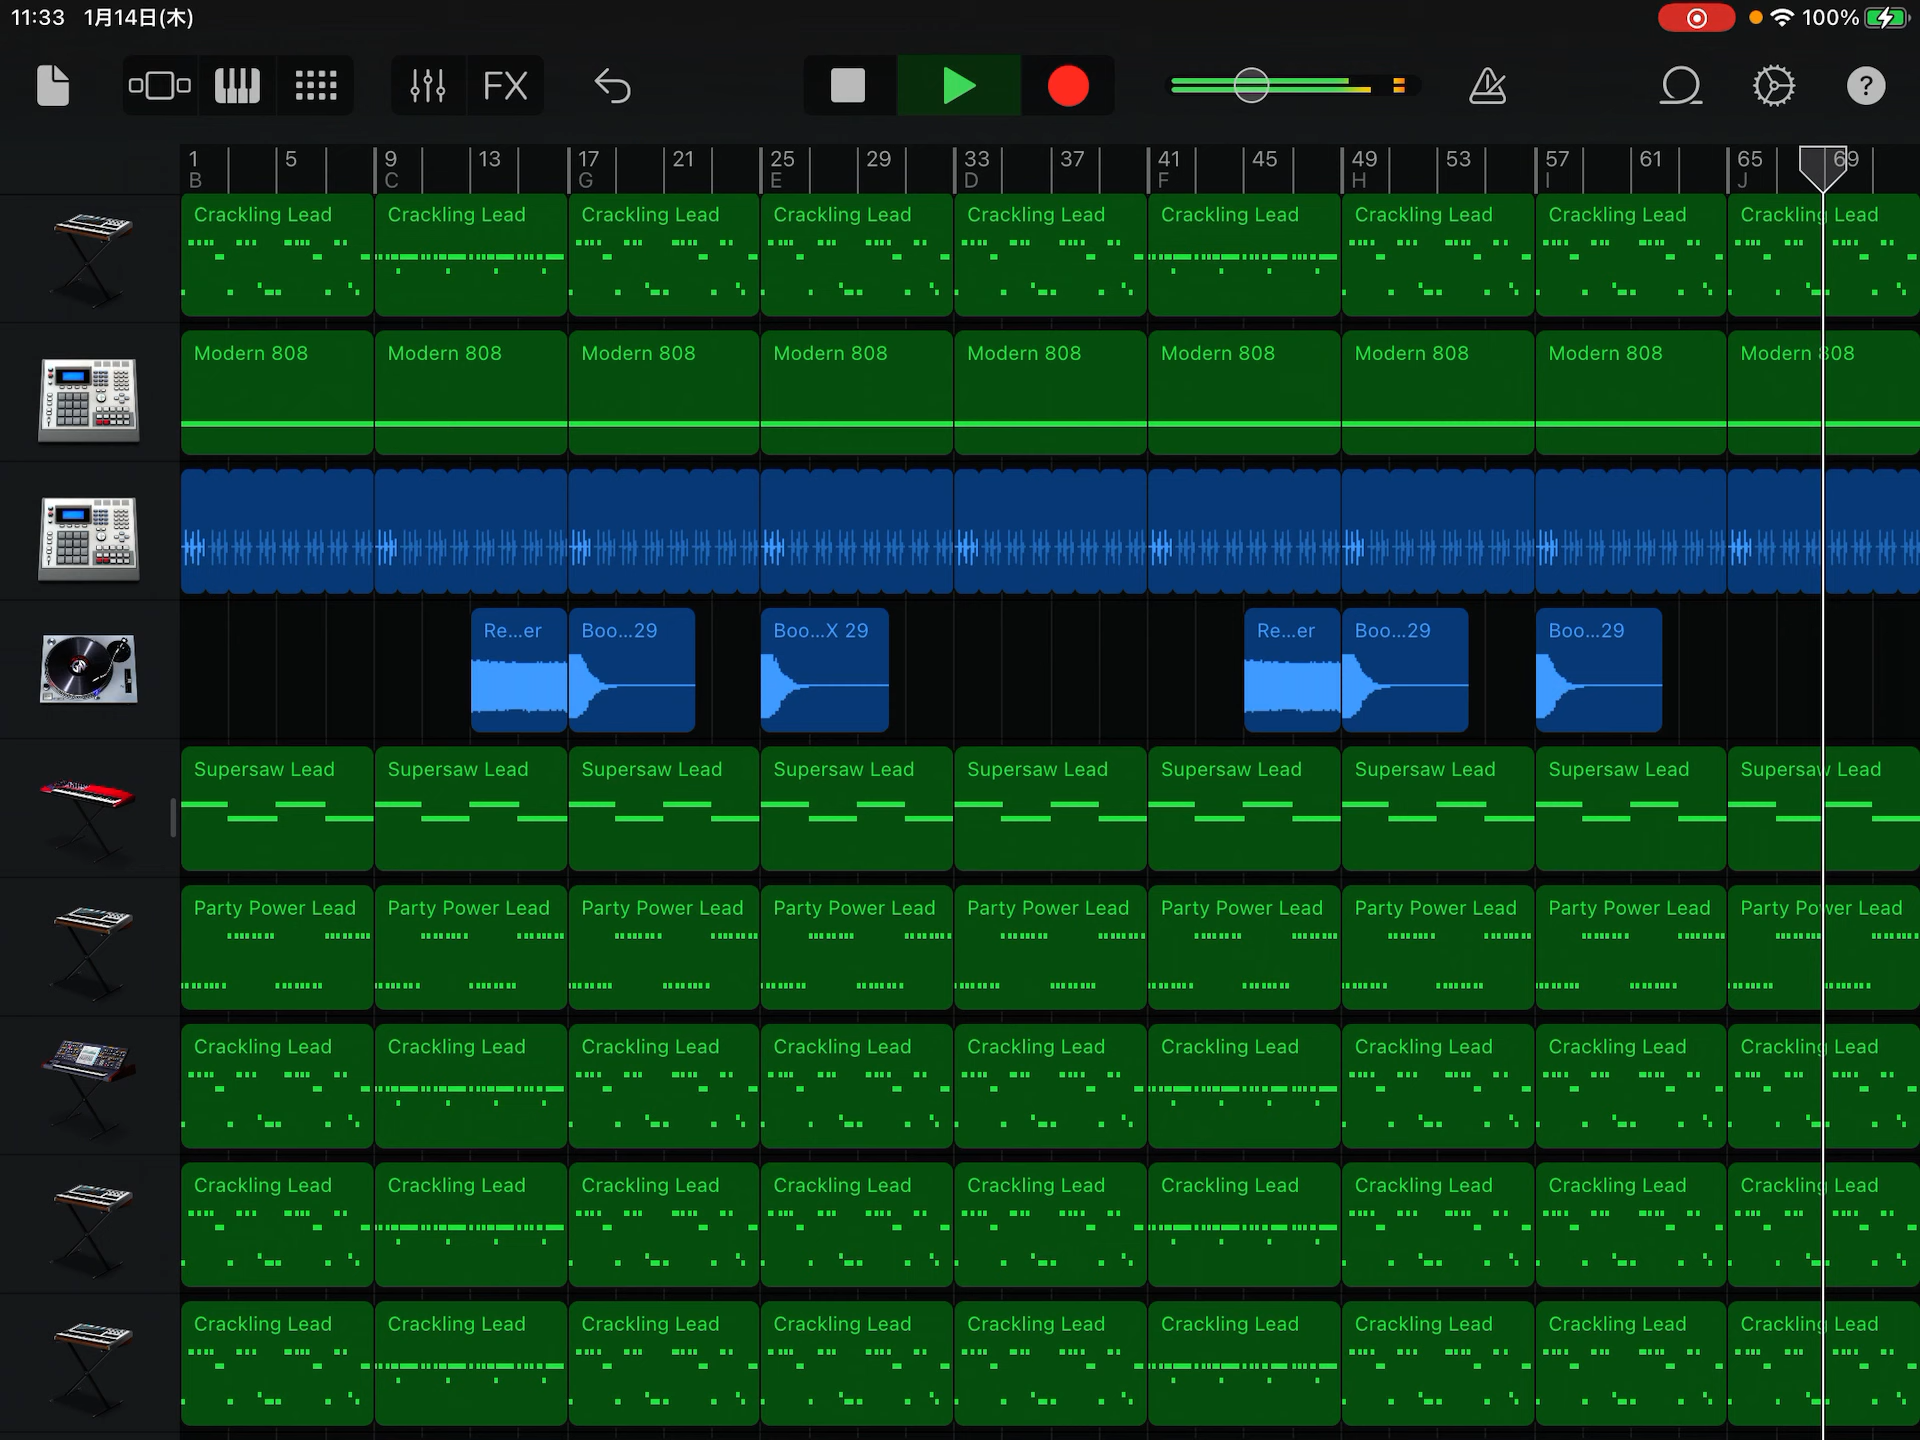 11:33 1月14日(木) 100%
FX ?
1 5 9 13 17 21 25 29 33 37 41 45 49 53 57 61 65 69
B C G E D F H I J
Crackling Lead Crackling Lead Crackling Lead Crackling Lead Crackling Lead Crackling Lead Crackling Lead Crackling Lead Crackling Lead
Modern 808 Modern 808 Modern 808 Modern 808 Modern 808 Modern 808 Modern 808 Modern 808 Modern 808
Re...er Boo...29 Boo...X 29 Re...er Boo...29 Boo...29
Supersaw Lead Supersaw Lead Supersaw Lead Supersaw Lead Supersaw Lead Supersaw Lead Supersaw Lead Supersaw Lead Supersaw Lead
Party Power Lead Party Power Lead Party Power Lead Party Power Lead Party Power Lead Party Power Lead Party Power Lead Party Power Lead Party Power Lead
Crackling Lead Crackling Lead Crackling Lead Crackling Lead Crackling Lead Crackling Lead Crackling Lead Crackling Lead Crackling Lead
Crackling Lead Crackling Lead Crackling Lead Crackling Lead Crackling Lead Crackling Lead Crackling Lead Crackling Lead Crackling Lead
Crackling Lead Crackling Lead Crackling Lead Crackling Lead Crackling Lead Crackling Lead Crackling Lead Crackling Lead Crackling Lead